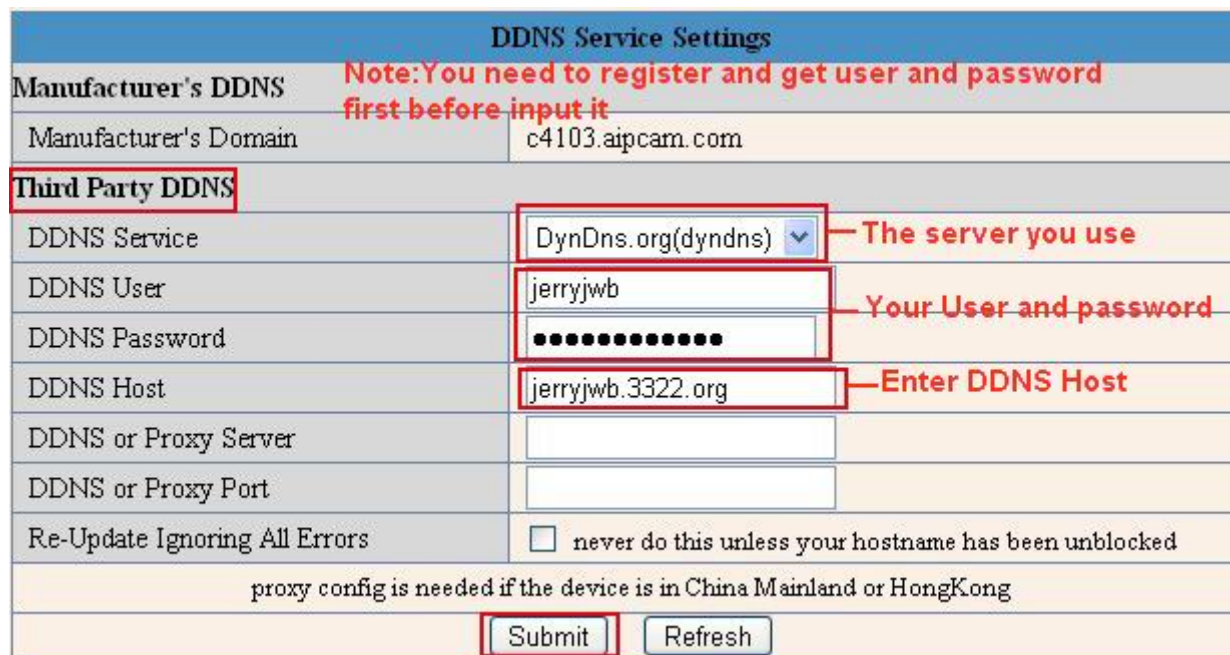 DDNS Service Settings
Manufacturer's DDNS
Note:You need to register and get user and password
first before input it
Manufacturer's Domain c4103.aipcam.com
Third Party DDNS
DDNS Service DynDns.org(dyndns) The server you use
DDNS User jerryjwb
Your User and password
DDNS Password ●●●●●●●●●●●●
DDNS Host jerryjwb.3322.org Enter DDNS Host
DDNS or Proxy Server
DDNS or Proxy Port
Re-Update Ignoring All Errors never do this unless your hostname has been unblocked
proxy config is needed if the device is in China Mainland or HongKong
Submit Refresh